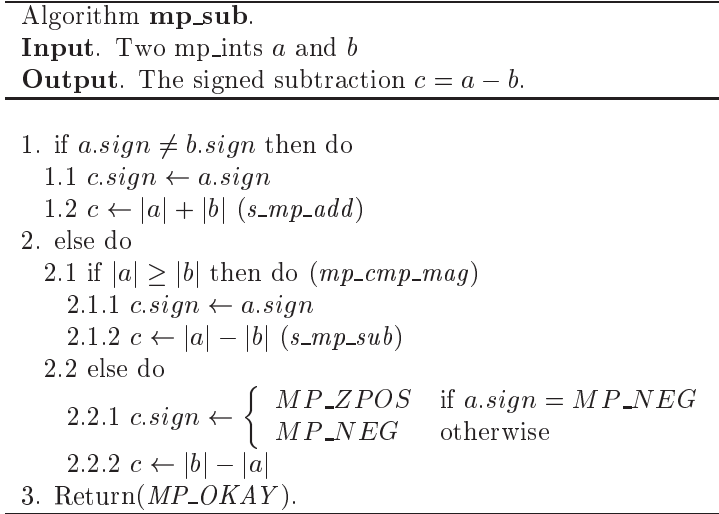 Algorithm mp_sub.
Input. Two mp_ints a and b
Output. The signed subtraction c = a − b.
1. if a.sign ≠ b.sign then do
1.1 c.sign ← a.sign
1.2 c ← |a| + |b| (s_mp_add)
2. else do
2.1 if |a| ≥ |b| then do (mp_cmp_mag)
2.1.1 c.sign ← a.sign
2.1.2 c ← |a| − |b| (s_mp_sub)
2.2 else do
2.2.1 c.sign ← { MP_ZPOS if a.sign = MP_NEG
MP_NEG otherwise
2.2.2 c ← |b| − |a|
3. Return(MP_OKAY).